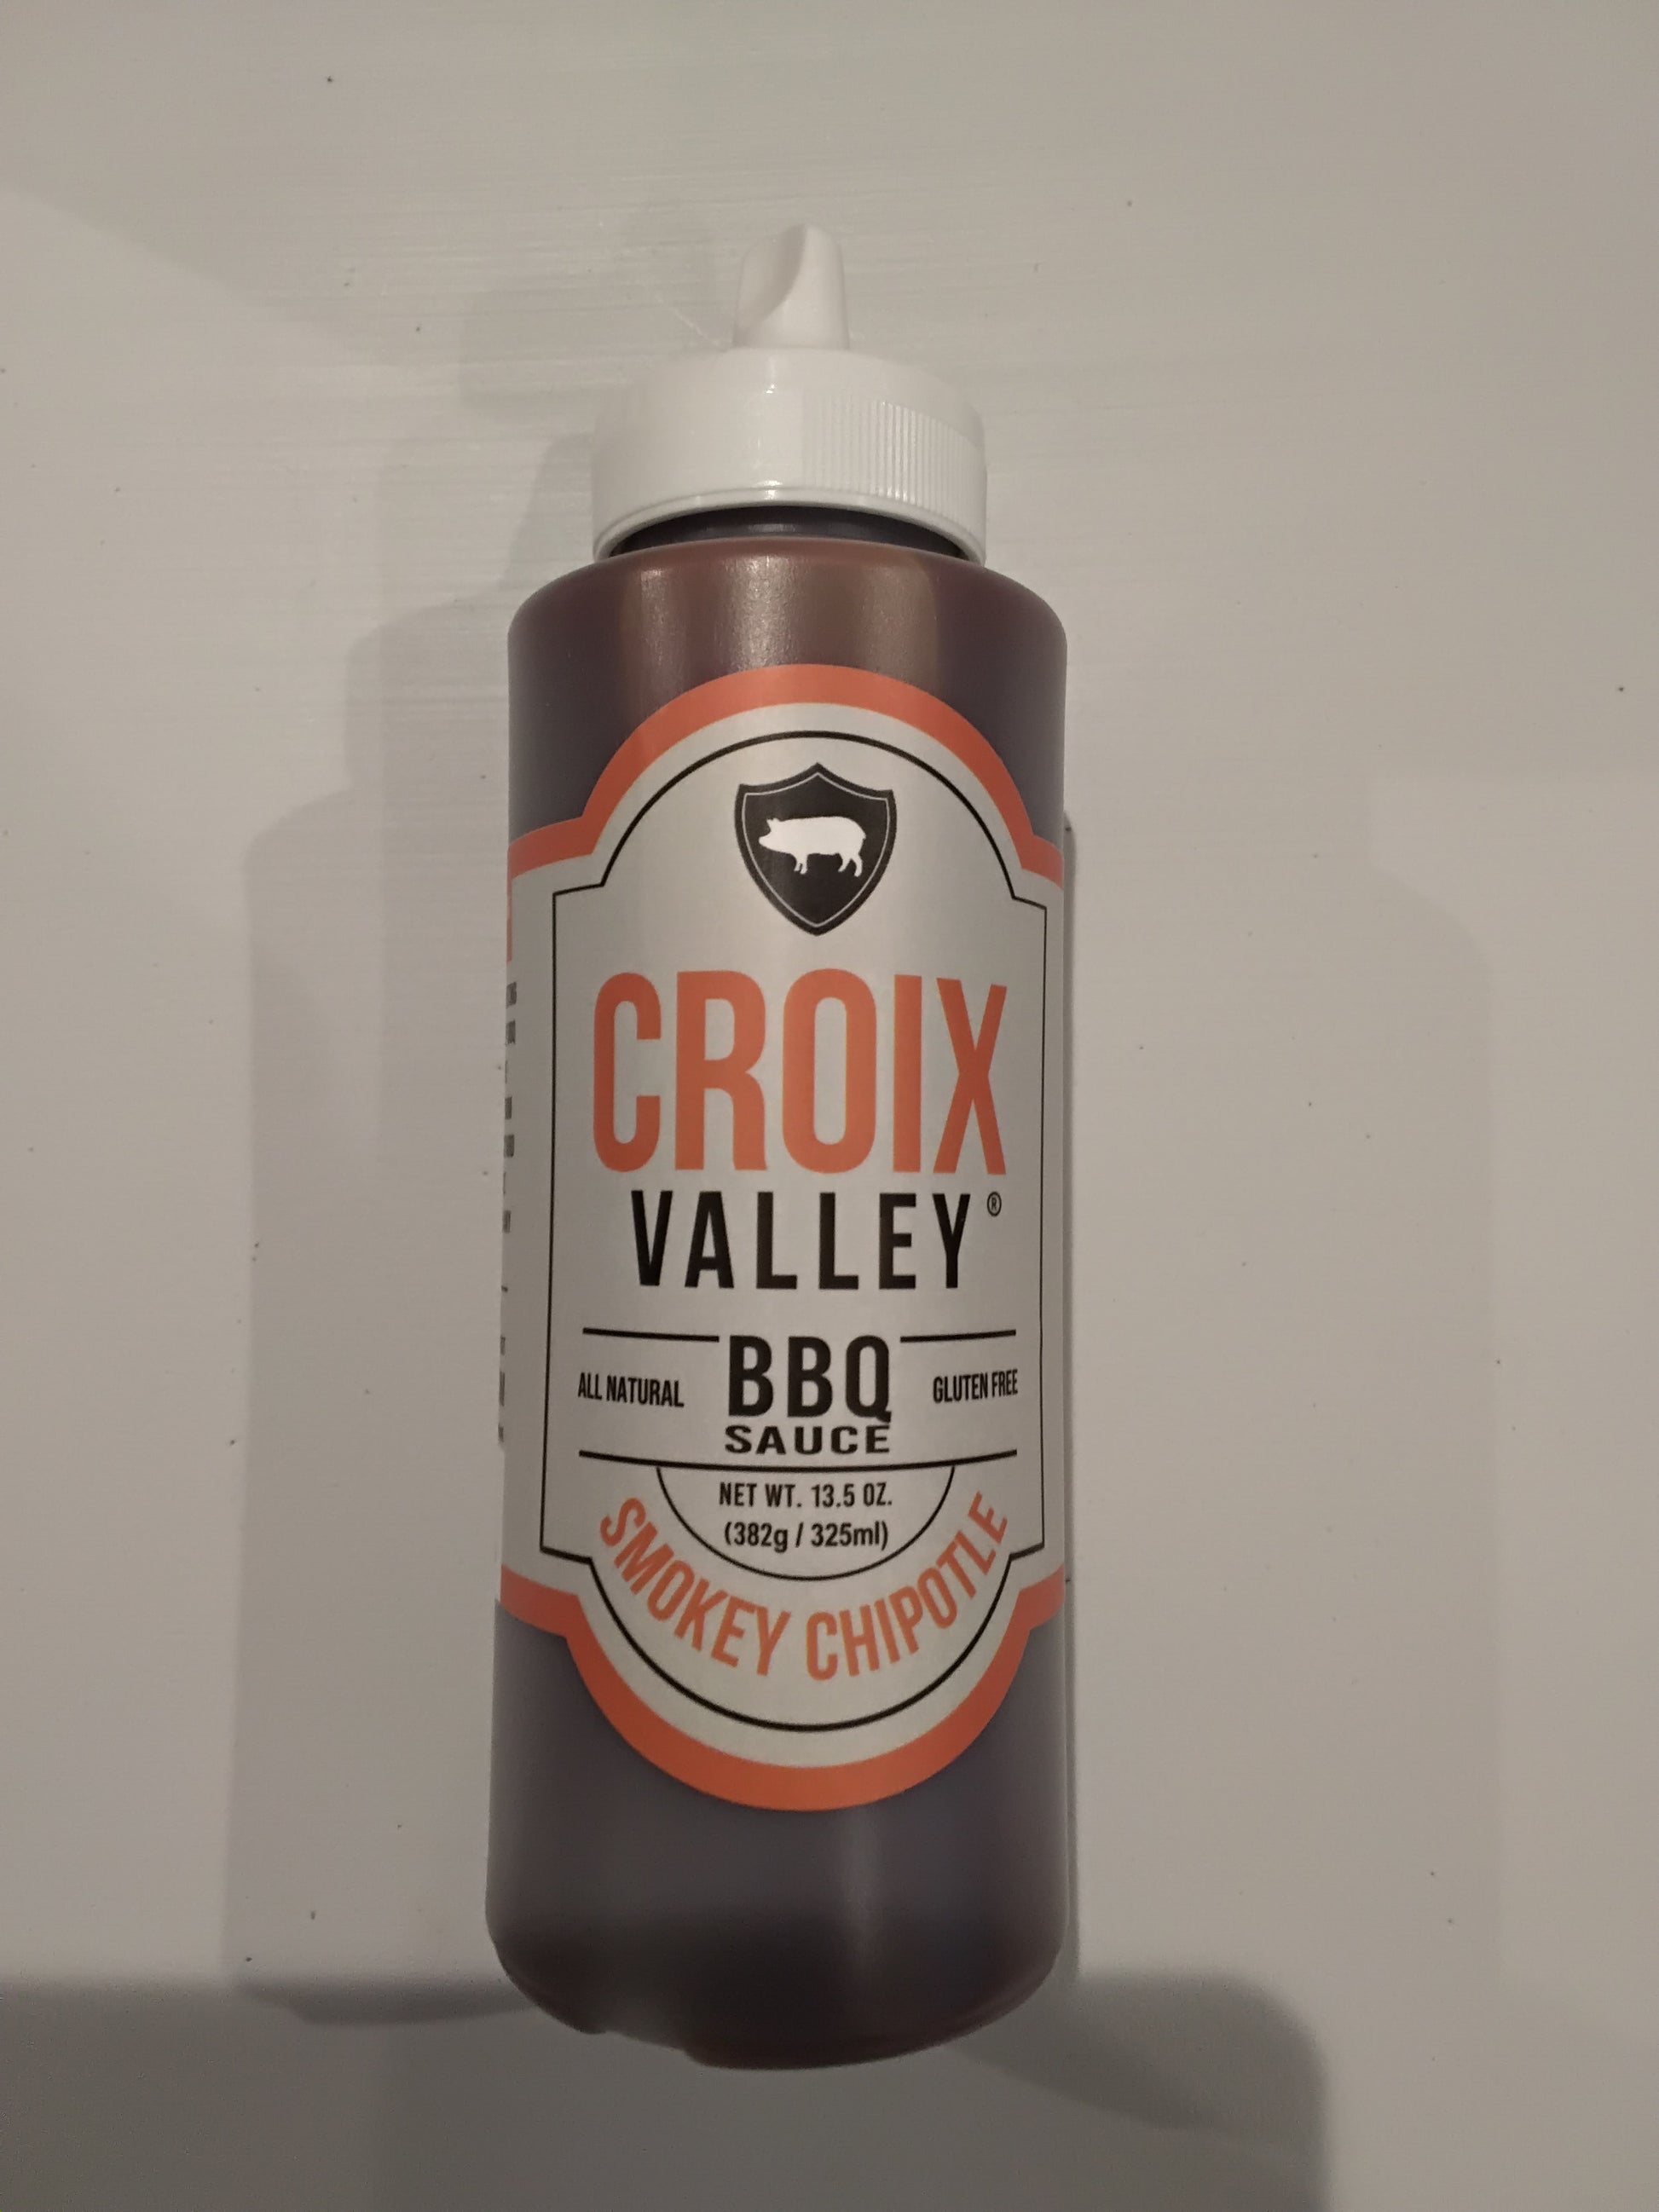 CROIX
VALLEY®
ALL NATURAL
BBQ
SAUCE
GLUTEN FREE
NET WT. 13.5 OZ.
(382g / 325ml)
SMOKEY CHIPOTLE